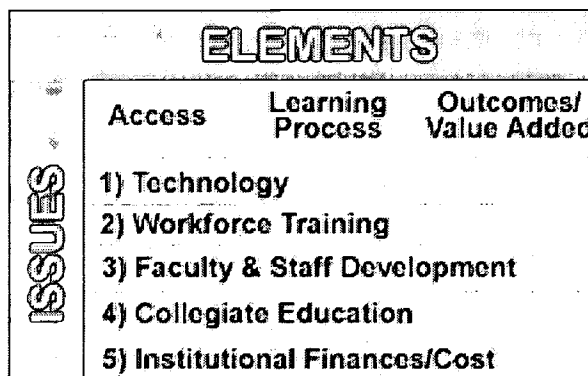 ELEMENTS
Access Learning Process Outcomes/ Value Added
ISSUES
1) Technology
2) Workforce Training
3) Faculty & Staff Development
4) Collegiate Education
5) Institutional Finances/Cost